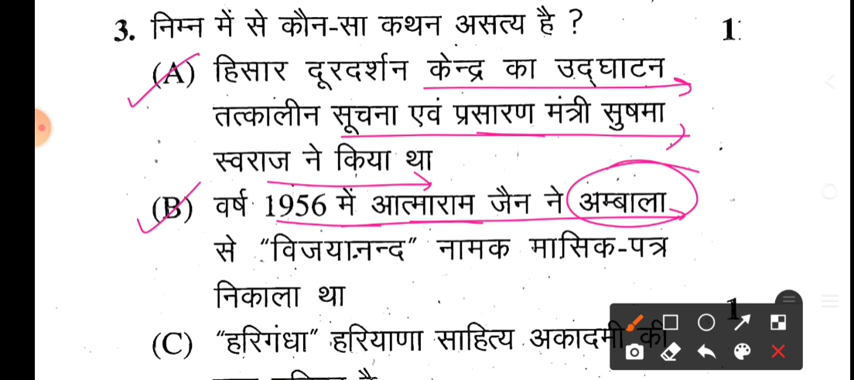 3. निम्न में से कौन-सा कथन असत्य है ? 1
(A) हिसार दूरदर्शन केन्द्र का उद्घाटन
तत्कालीन सूचना एवं प्रसारण मंत्री सुषमा
स्वराज ने किया था
(B) वर्ष 1956 में आत्माराम जैन ने अम्बाला
से “विजयानन्द” नामक मासिक-पत्र
निकाला था
(C) “हरिगंधा” हरियाणा साहित्य अकादमी की